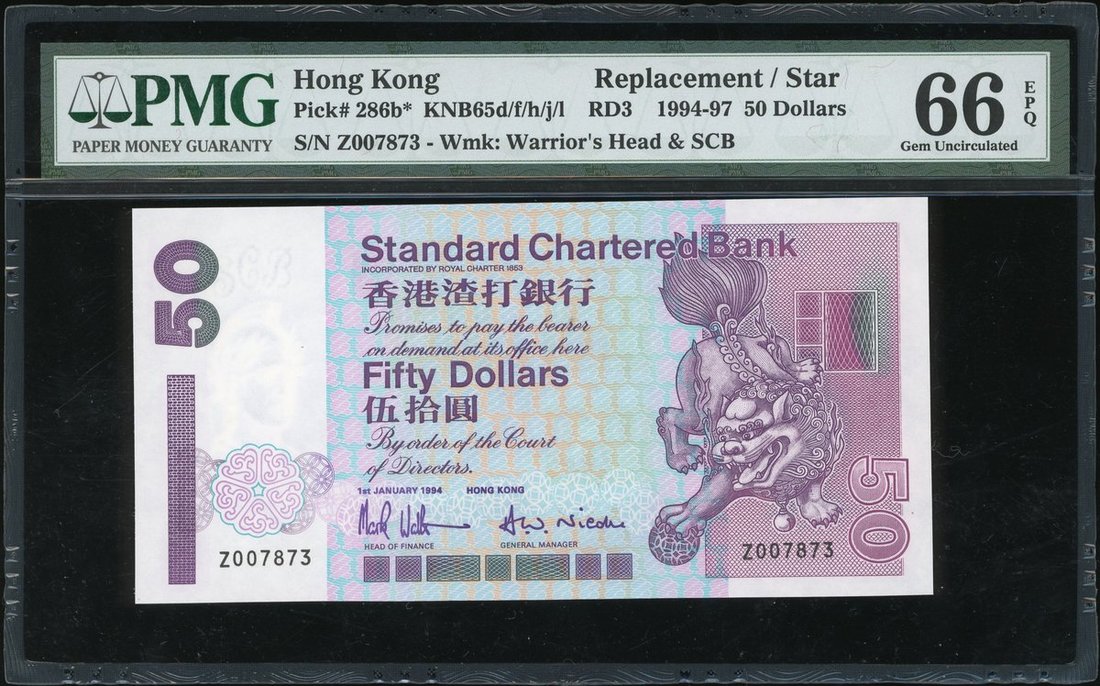 PMG
PAPER MONEY GUARANTY
Hong Kong Replacement / Star
Pick# 286b* KNB65d/f/h/j/l RD3 1994-97 50 Dollars
S/N Z007873 - Wmk: Warrior's Head & SCB
66 EPQ
Gem Uncirculated
50
Standard Chartered Bank
INCORPORATED BY ROYAL CHARTER 1853
香港渣打銀行
Promises to pay the bearer
on demand at its office here
Fifty Dollars
伍拾圓
By order of the Court
of Directors.
1st JANUARY 1994 HONG KONG
HEAD OF FINANCE GENERAL MANAGER
Z007873
Z007873
50